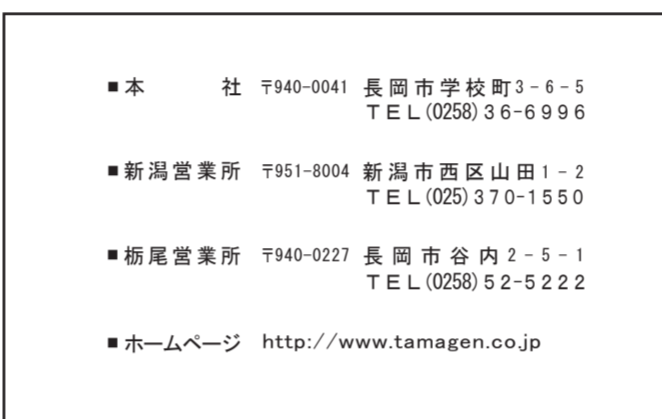 ■本　　　社　〒940-0041　長岡市学校町3-6-5
TEL(0258)36-6996
■新潟営業所　〒951-8004　新潟市西区山田1-2
TEL(025)370-1550
■栃尾営業所　〒940-0227　長岡市谷内2-5-1
TEL(0258)52-5222
■ホームページ　http://www.tamagen.co.jp